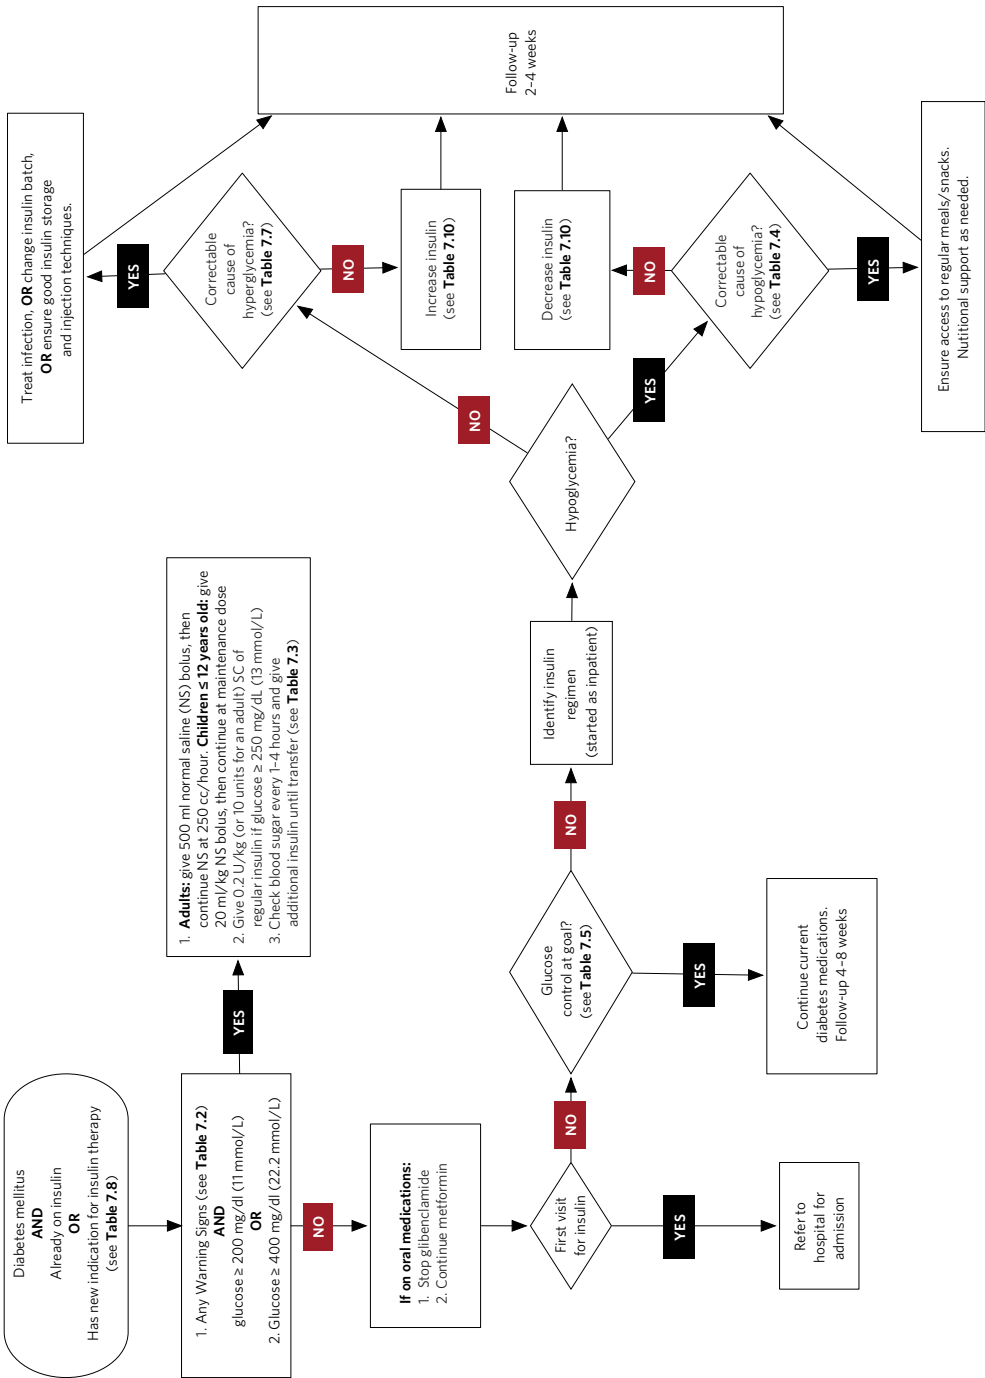 Diabetes mellitus
AND
Already on insulin
OR
Has new indication for insulin therapy
(see Table 7.8)
1. Any Warning Signs (see Table 7.2)
AND
glucose ≥ 200 mg/dl (11 mmol/L)
OR
2. Glucose ≥ 400 mg/dl (22.2 mmol/L)
YES
1. Adults: give 500 ml normal saline (NS) bolus, then
continue NS at 250 cc/hour. Children ≤ 12 years old: give
20 ml/kg NS bolus, then continue at maintenance dose
2. Give 0.2 U/kg (or 10 units for an adult) SC of
regular insulin if glucose ≥ 250 mg/dL (13 mmol/L)
3. Check blood sugar every 1–4 hours and give
additional insulin until transfer (see Table 7.3)
NO
If on oral medications:
1. Stop glibenclamide
2. Continue metformin
First visit
for insulin
YES
Refer to
hospital for
admission
NO
Glucose
control at goal?
(see Table 7.5)
YES
Continue current
diabetes medications.
Follow-up 4–8 weeks
NO
Identify insulin
regimen
(started as inpatient)
Hypoglycemia?
NO
Correctable
cause of
hyperglycemia?
(see Table 7.7)
YES
Treat infection, OR change insulin batch,
OR ensure good insulin storage
and injection techniques.
NO
Increase insulin
(see Table 7.10)
YES
Correctable
cause of
hypoglycemia?
(see Table 7.4)
NO
Decrease insulin
(see Table 7.10)
YES
Ensure access to regular meals/snacks.
Nutitional support as needed.
Follow-up
2–4 weeks